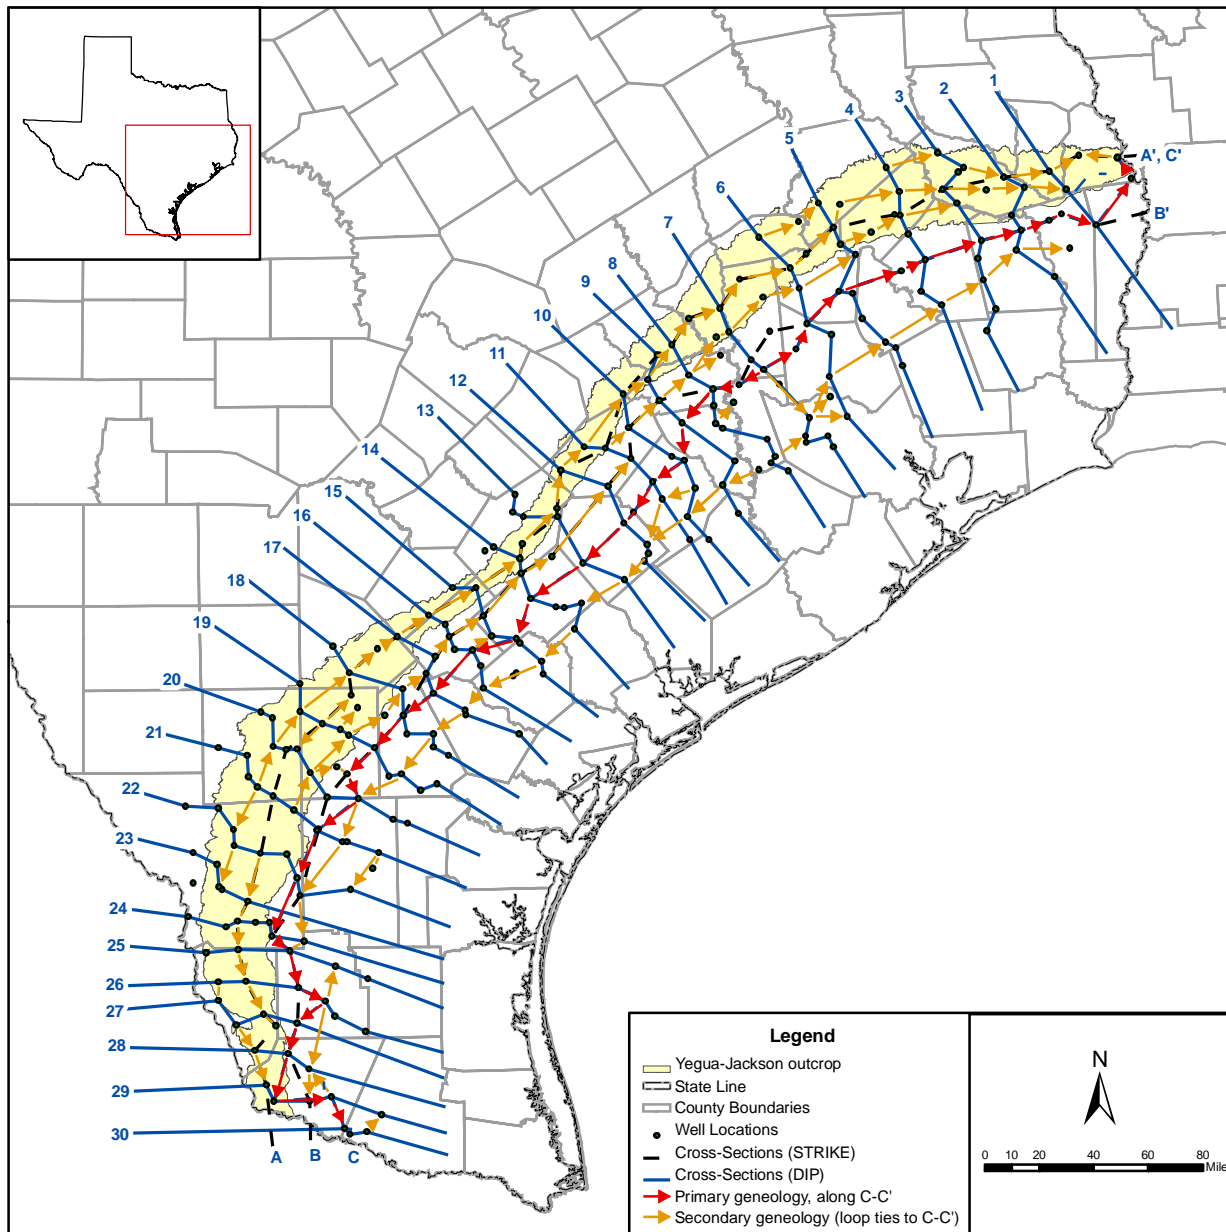 1
2
3
4
5
6
7
8
9
10
11
12
13
14
15
16
17
18
19
20
21
22
23
24
25
26
27
28
29
30
A', C'
B'
A
B
C
Legend
Yegua-Jackson outcrop
State Line
County Boundaries
Well Locations
Cross-Sections (STRIKE)
Cross-Sections (DIP)
Primary geneology, along C-C'
Secondary geneology (loop ties to C-C')
N
0 10 20 40 60 80
Mile